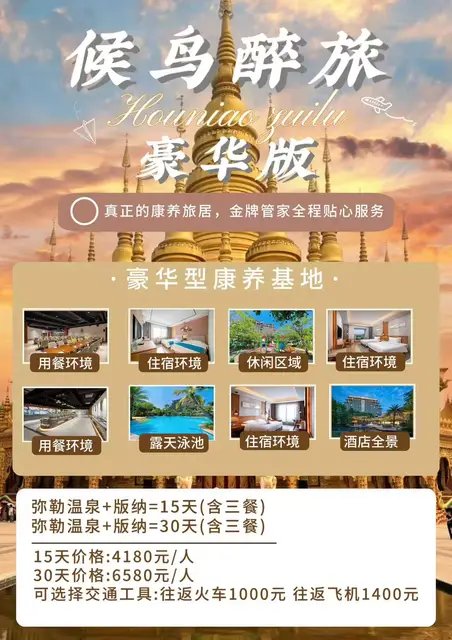 候鸟醉旅
Houniao zuilu
豪华版
真正的康养旅居，金牌管家全程贴心服务
·豪华型康养基地·
用餐环境 住宿环境 休闲区域 住宿环境
用餐环境 露天泳池 住宿环境 酒店全景
弥勒温泉+版纳=15天(含三餐)
弥勒温泉+版纳=30天(含三餐)
15天价格:4180元/人
30天价格:6580元/人
可选择交通工具:往返火车1000元 往返飞机1400元